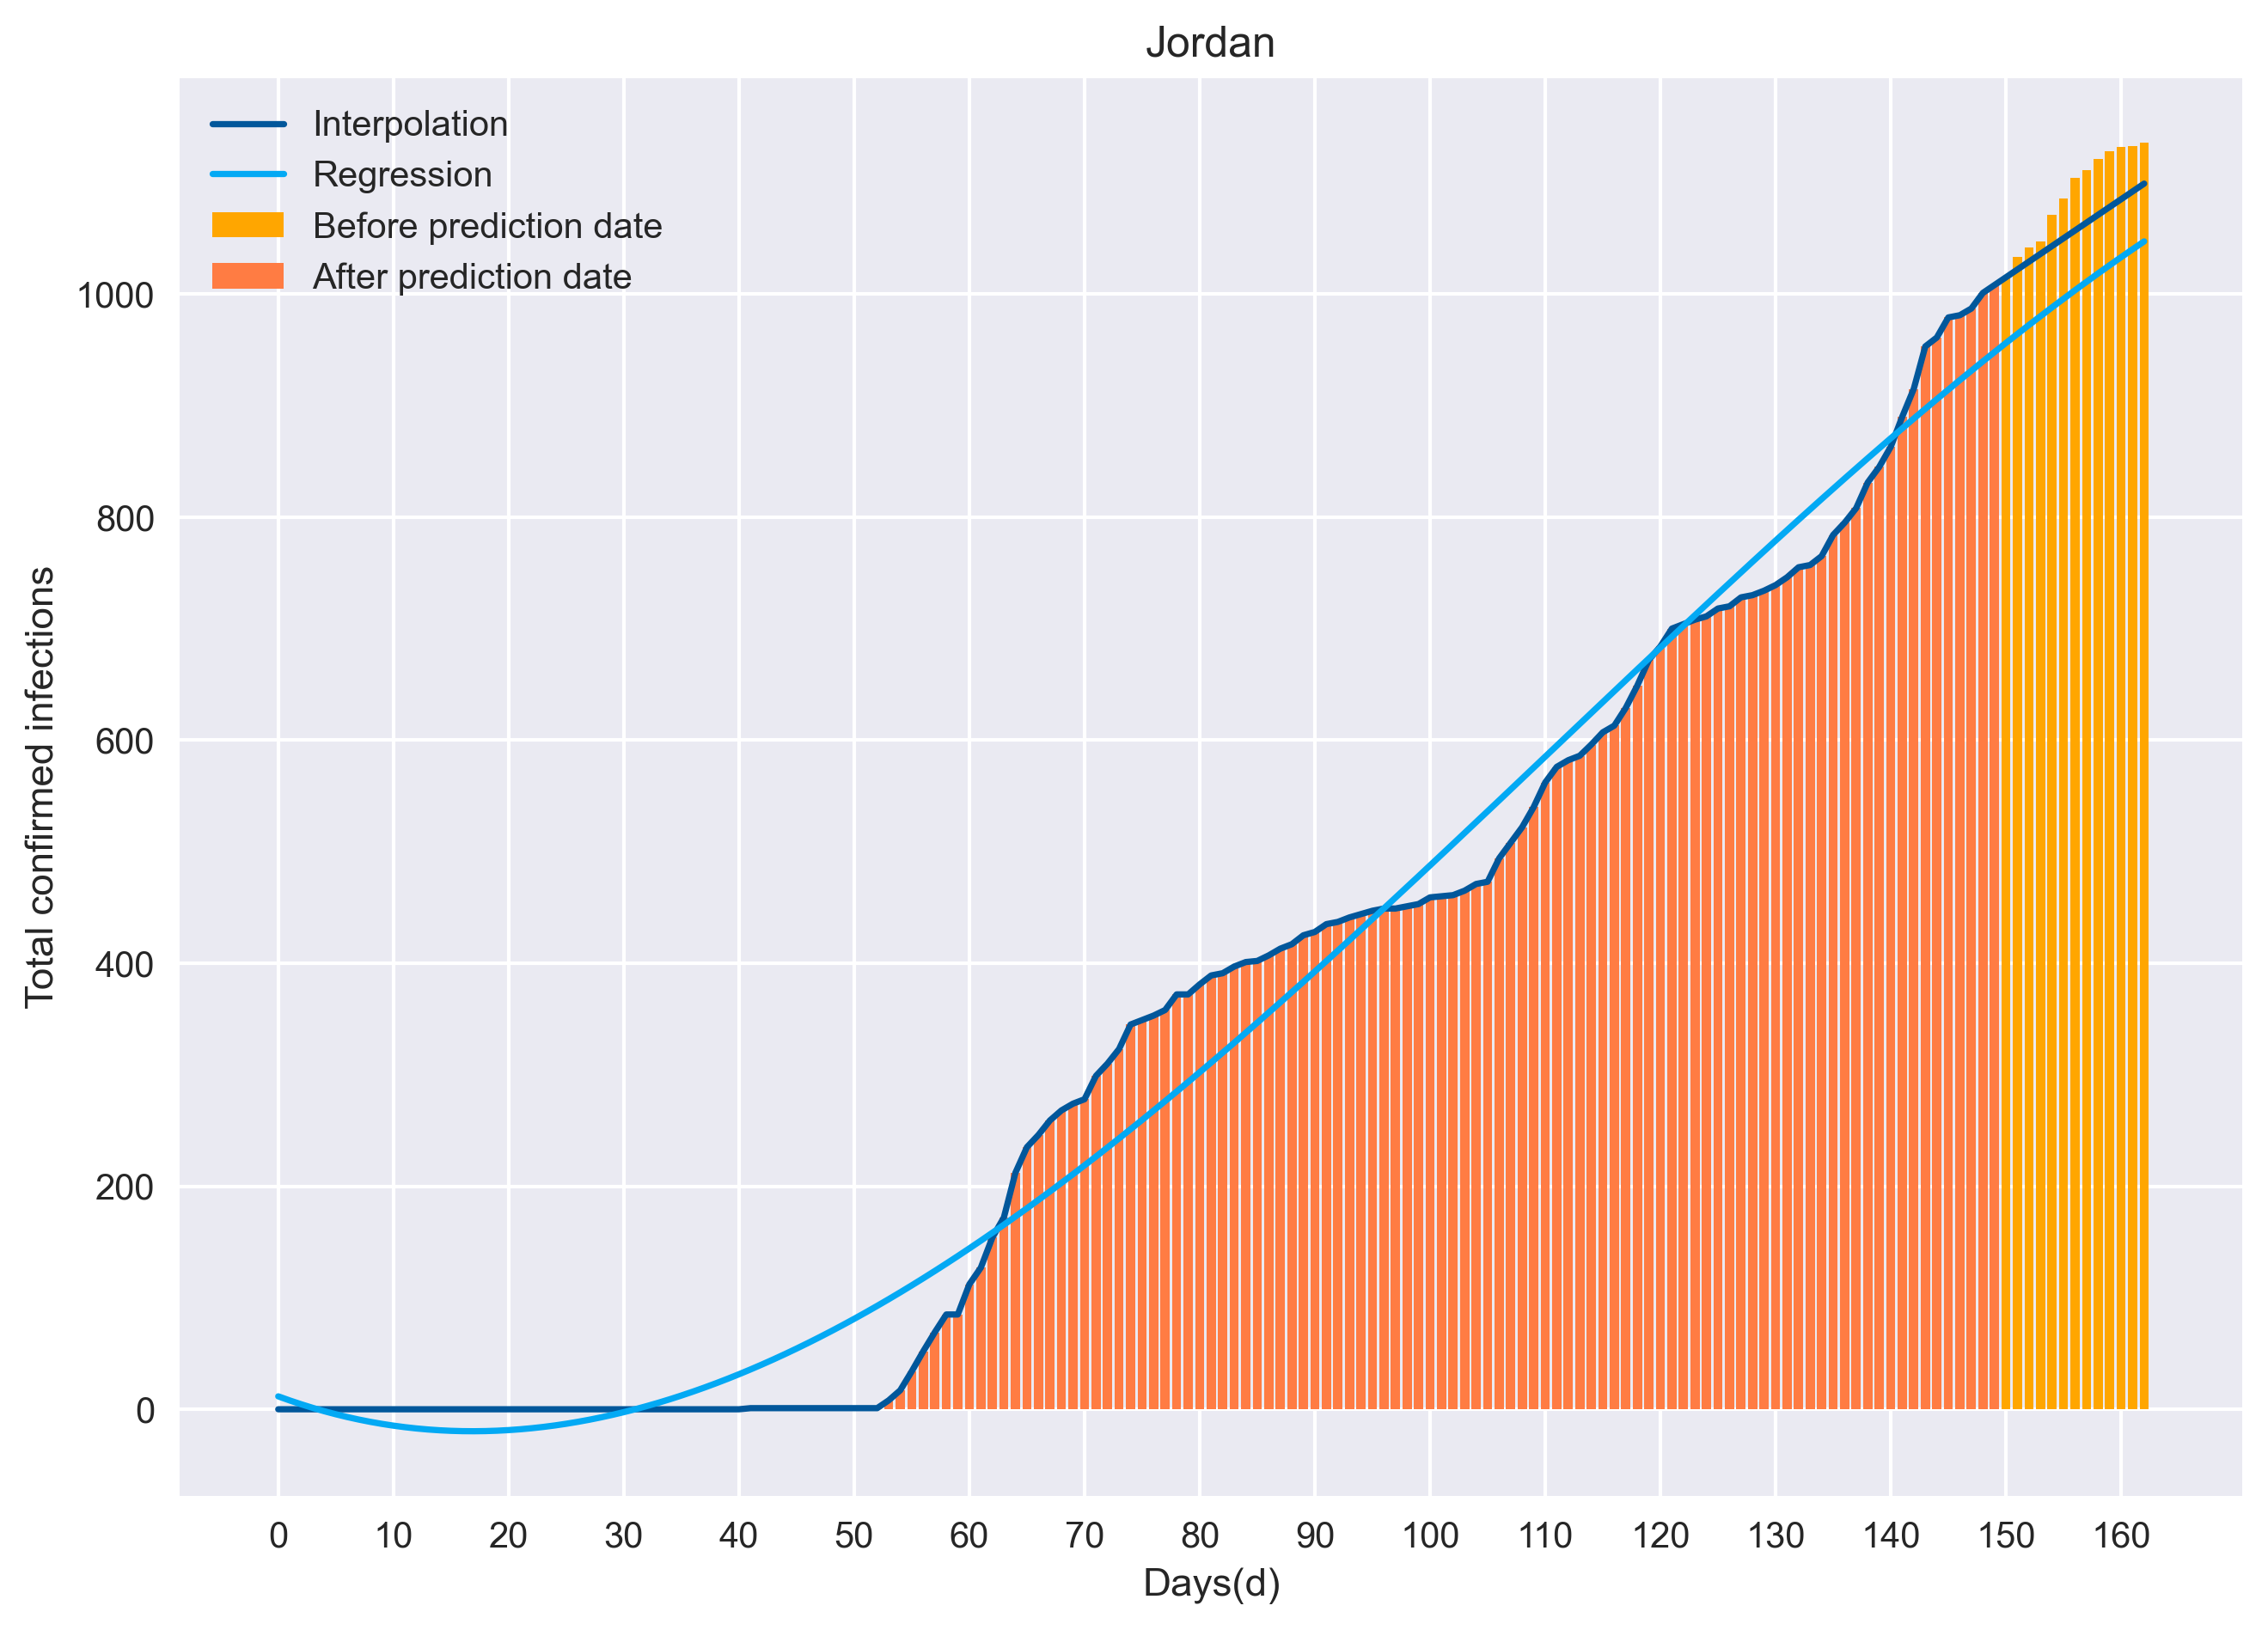 Jordan
Interpolation
Regression
Before prediction date
After prediction date
1000
800
600
400
200
0
Total confirmed infections
0 10 20 30 40 50 60 70 80 90 100 110 120 130 140 150 160
Days(d)